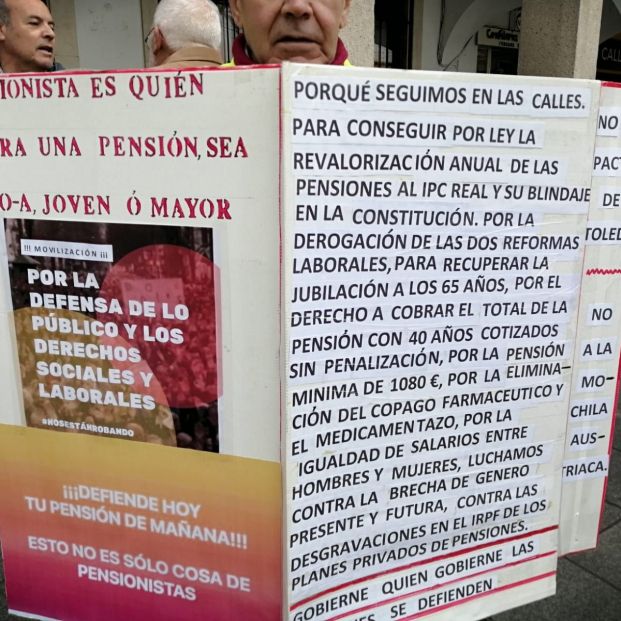 ES QUIÉN
UNA PENSIÓN, SEA
JOVEN Ó MAYOR
!!! MOVILIZACIÓN ¡¡¡
POR LA
DEFENSA DE LO
PÚBLICO Y LOS
DERECHOS
SOCIALES Y
LABORALES
#NOSESTÁNROBANDO
¡¡¡DEFIENDE HOY
TU PENSIÓN DE MAÑANA!!!
ESTO NO ES SÓLO COSA DE
PENSIONISTAS
PORQUÉ SEGUIMOS EN LAS CALLES.
PARA CONSEGUIR POR LEY LA
REVALORIZACIÓN ANUAL DE LAS
PENSIONES AL IPC REAL Y SU BLINDAJE
EN LA CONSTITUCIÓN. POR LA
DEROGACIÓN DE LAS DOS REFORMAS
LABORALES, PARA RECUPERAR LA
JUBILACIÓN A LOS 65 AÑOS, POR EL
DERECHO A COBRAR EL TOTAL DE LA
PENSIÓN CON 40 AÑOS COTIZADOS
SIN PENALIZACIÓN, POR LA PENSIÓN
MINIMA DE 1080 €, POR LA ELIMINA-
CIÓN DEL COPAGO FARMACEUTICO Y
EL MEDICAMENTAZO, POR LA
IGUALDAD DE SALARIOS ENTRE
HOMBRES Y MUJERES, LUCHAMOS
CONTRA LA BRECHA DE GENERO
PRESENTE Y FUTURA, CONTRA LAS
DESGRAVACIONES EN EL IRPF DE LOS
PLANES PRIVADOS DE PENSIONES.
GOBIERNE QUIEN GOBIERNE LAS
SE DEFIENDEN
NO
PACT
DE
TOLED
NO
A LA
MO-
CHILA
AUS-
TRIACA.